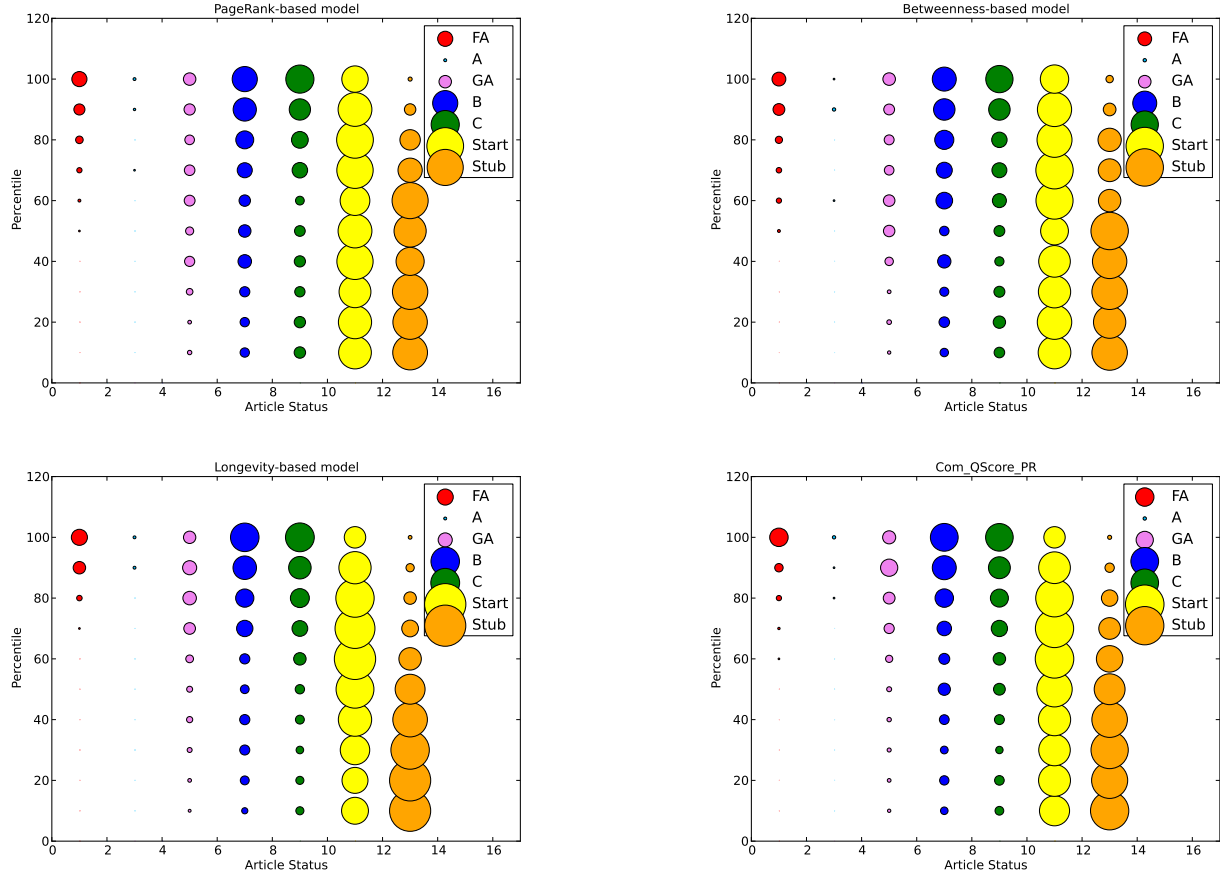 PageRank-based model
120
100
80
60
40
20
0
0 2 4 6 8 10 12 14 16
Percentile
Article Status
FA
A
GA
B
C
Start
Stub
Betweenness-based model
120
100
80
60
40
20
0
0 2 4 6 8 10 12 14 16
Percentile
Article Status
FA
A
GA
B
C
Start
Stub
Longevity-based model
120
100
80
60
40
20
0
0 2 4 6 8 10 12 14 16
Percentile
Article Status
FA
A
GA
B
C
Start
Stub
Com_QScore_PR
120
100
80
60
40
20
0
0 2 4 6 8 10 12 14 16
Percentile
Article Status
FA
A
GA
B
C
Start
Stub